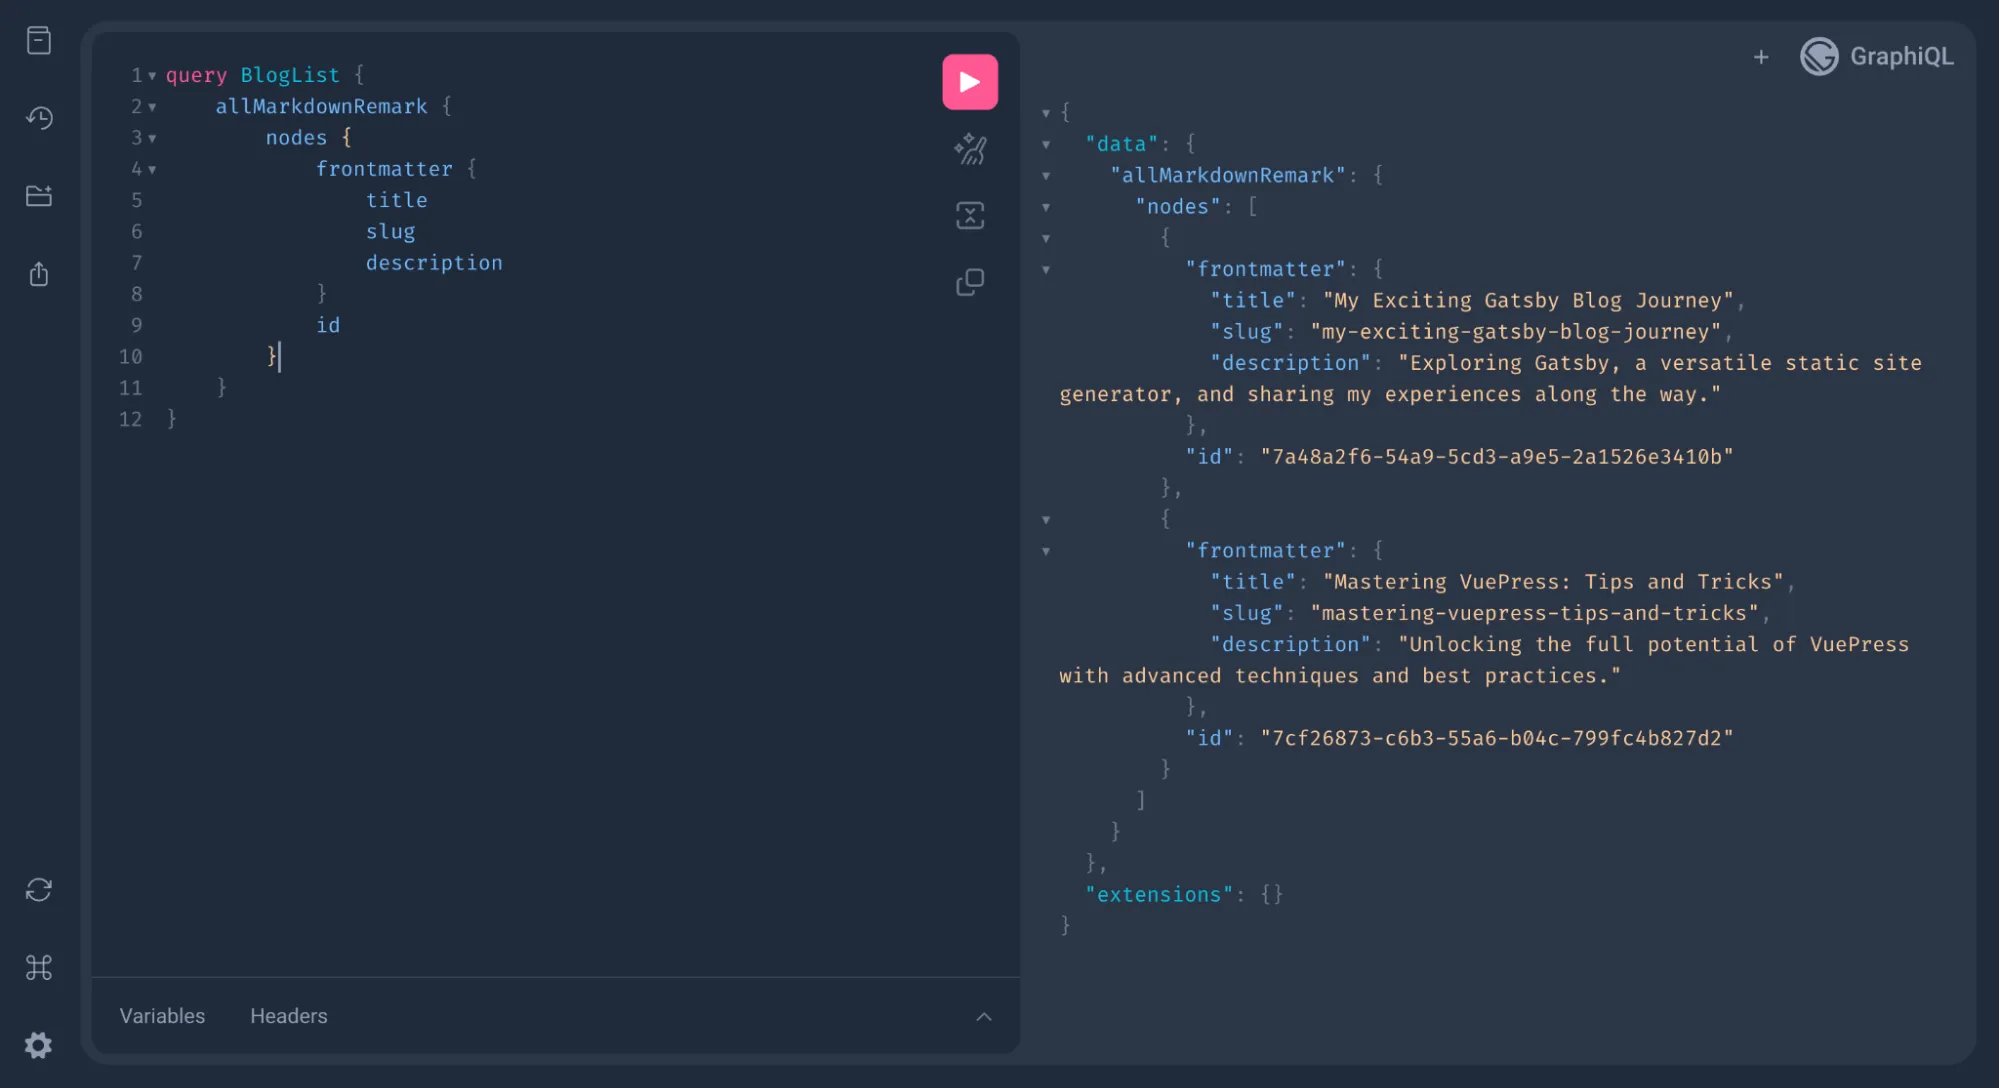 1 query BlogList {
2 allMarkdownRemark {
3 nodes {
4 frontmatter {
5 title
6 slug
7 description
8 }
9 id
10 }
11 }
12 }
Variables Headers
+ GraphiQL
{
"data": {
"allMarkdownRemark": {
"nodes": [
{
"frontmatter": {
"title": "My Exciting Gatsby Blog Journey",
"slug": "my-exciting-gatsby-blog-journey",
"description": "Exploring Gatsby, a versatile static site
generator, and sharing my experiences along the way."
},
"id": "7a48a2f6-54a9-5cd3-a9e5-2a1526e3410b"
},
{
"frontmatter": {
"title": "Mastering VuePress: Tips and Tricks",
"slug": "mastering-vuepress-tips-and-tricks",
"description": "Unlocking the full potential of VuePress
with advanced techniques and best practices."
},
"id": "7cf26873-c6b3-55a6-b04c-799fc4b827d2"
}
]
}
},
"extensions": {}
}